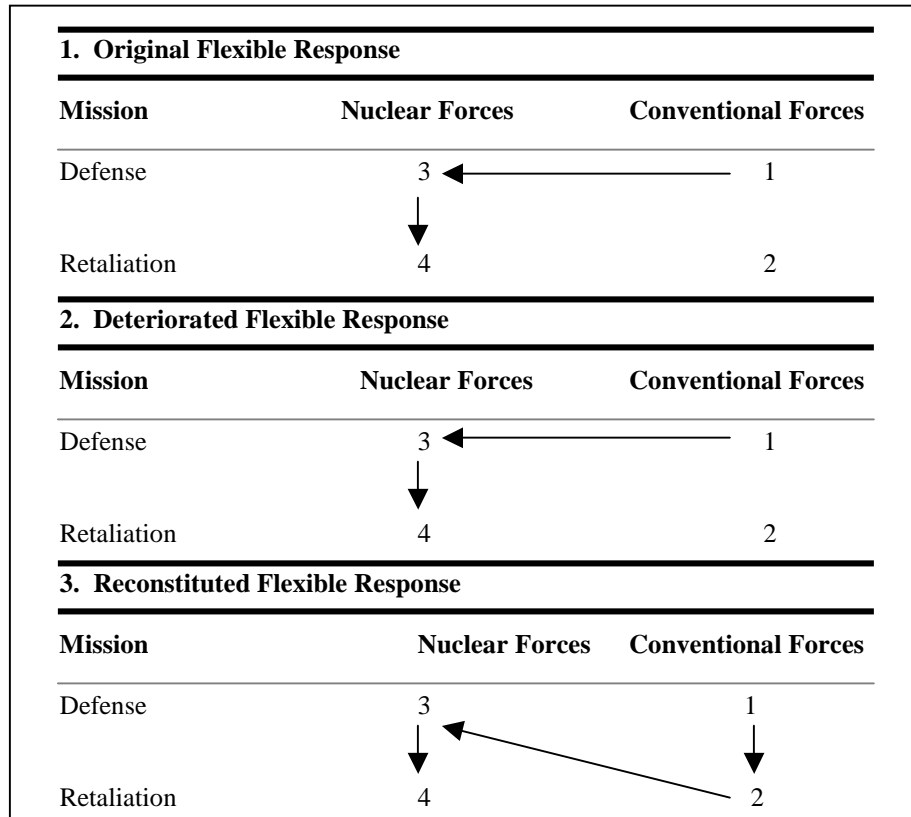 1. Original Flexible Response
Mission Nuclear Forces Conventional Forces
Defense 3 1
Retaliation 4 2
2. Deteriorated Flexible Response
Mission Nuclear Forces Conventional Forces
Defense 3 1
Retaliation 4 2
3. Reconstituted Flexible Response
Mission Nuclear Forces Conventional Forces
Defense 3 1
Retaliation 4 2